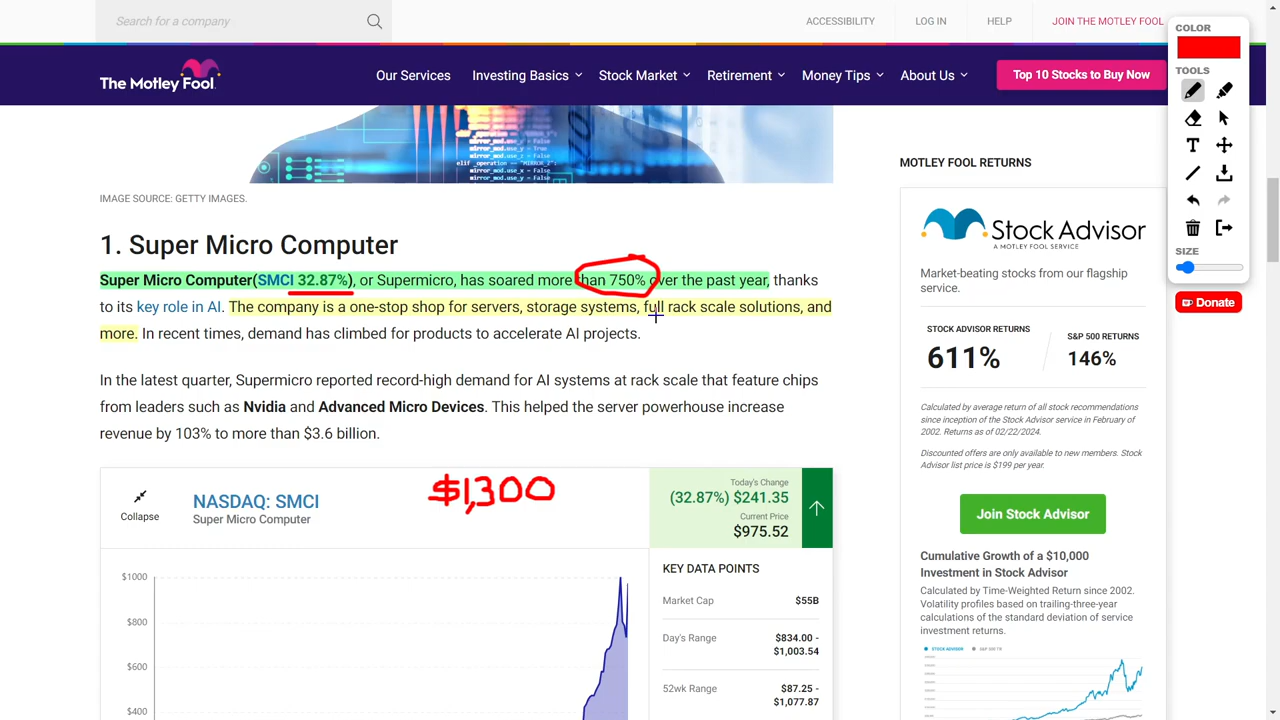 Search for a company
ACCESSIBILITY LOG IN HELP JOIN THE MOTLEY FOOL
The Motley Fool
Our Services Investing Basics Stock Market Retirement Money Tips About Us Top 10 Stocks to Buy Now
COLOR
TOOLS
T
SIZE
Donate
IMAGE SOURCE: GETTY IMAGES.
1. Super Micro Computer
Super Micro Computer(SMCI 32.87%), or Supermicro, has soared more than 750% over the past year, thanks
to its key role in AI. The company is a one-stop shop for servers, storage systems, full rack scale solutions, and
more. In recent times, demand has climbed for products to accelerate AI projects.
In the latest quarter, Supermicro reported record-high demand for AI systems at rack scale that feature chips
from leaders such as Nvidia and Advanced Micro Devices. This helped the server powerhouse increase
revenue by 103% to more than $3.6 billion.
Collapse
NASDAQ: SMCI
Super Micro Computer
$1,300
Today's Change
(32.87%) $241.35
Current Price
$975.52
$1000
$800
$600
$400
KEY DATA POINTS
Market Cap $55B
Day's Range $834.00 -
$1,003.54
52wk Range $87.25 -
$1,077.87
MOTLEY FOOL RETURNS
Stock Advisor
A MOTLEY FOOL SERVICE
Market-beating stocks from our flagship
service.
STOCK ADVISOR RETURNS
611%
S&P 500 RETURNS
146%
Calculated by average return of all stock recommendations
since inception of the Stock Advisor service in February of
2002. Returns as of 02/22/2024.
Discounted offers are only available to new members. Stock
Advisor list price is $199 per year.
Join Stock Advisor
Cumulative Growth of a $10,000
Investment in Stock Advisor
Calculated by Time-Weighted Return since 2002.
Volatility profiles based on trailing-three-year
calculations of the standard deviation of service
investment returns.
STOCK ADVISOR